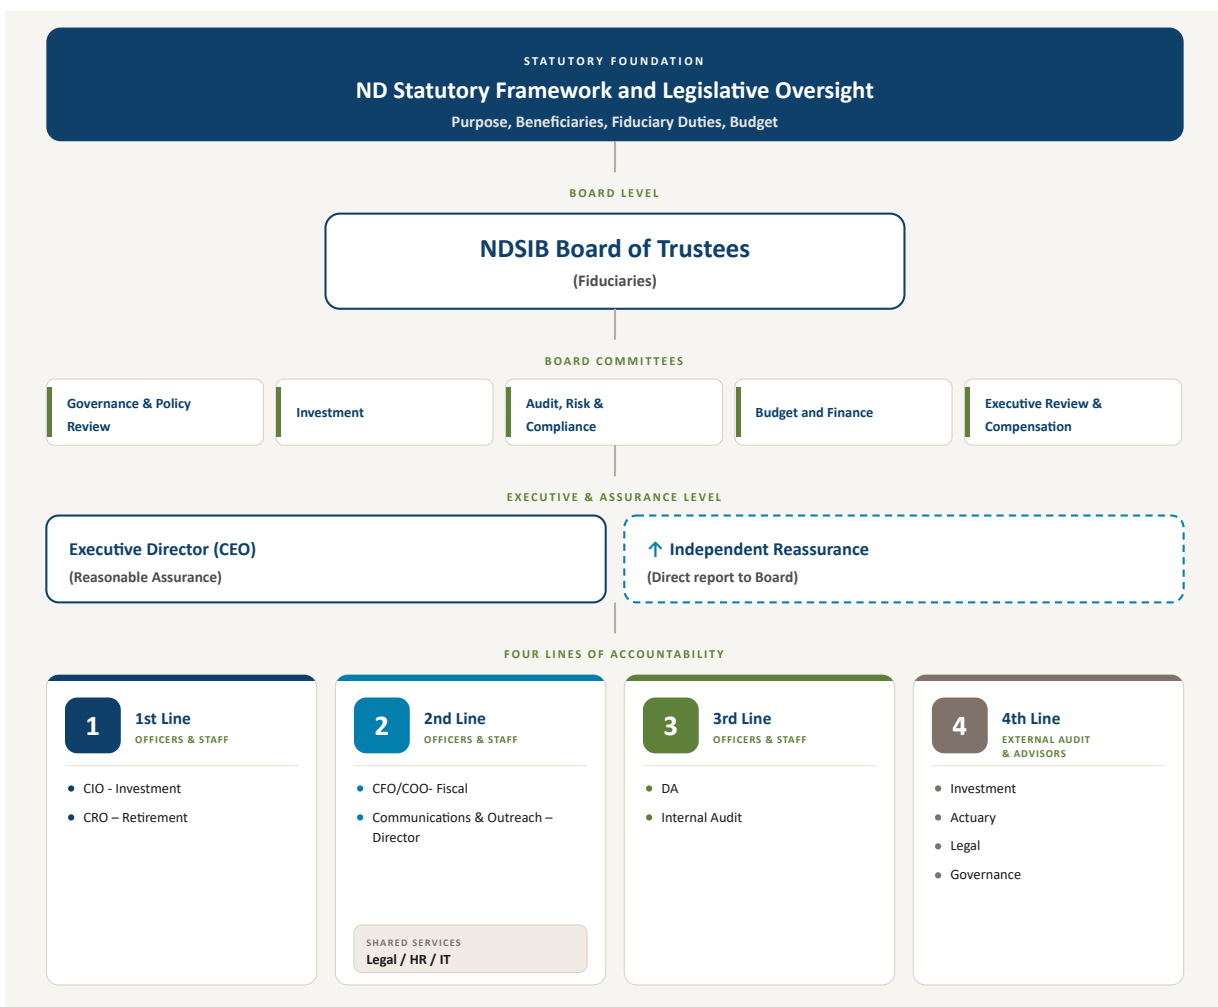 STATUTORY FOUNDATION
ND Statutory Framework and Legislative Oversight
Purpose, Beneficiaries, Fiduciary Duties, Budget
BOARD LEVEL
NDSIB Board of Trustees
(Fiduciaries)
BOARD COMMITTEES
Governance & Policy
Review
Investment
Audit, Risk &
Compliance
Budget and Finance
Executive Review &
Compensation
EXECUTIVE & ASSURANCE LEVEL
Executive Director (CEO)
(Reasonable Assurance)
↑ Independent Reassurance
(Direct report to Board)
FOUR LINES OF ACCOUNTABILITY
1
1st Line
OFFICERS & STAFF
• CIO - Investment
• CRO – Retirement
2
2nd Line
OFFICERS & STAFF
• CFO/COO- Fiscal
• Communications & Outreach –
Director
SHARED SERVICES
Legal / HR / IT
3
3rd Line
OFFICERS & STAFF
• DA
• Internal Audit
4
4th Line
EXTERNAL AUDIT
& ADVISORS
• Investment
• Actuary
• Legal
• Governance